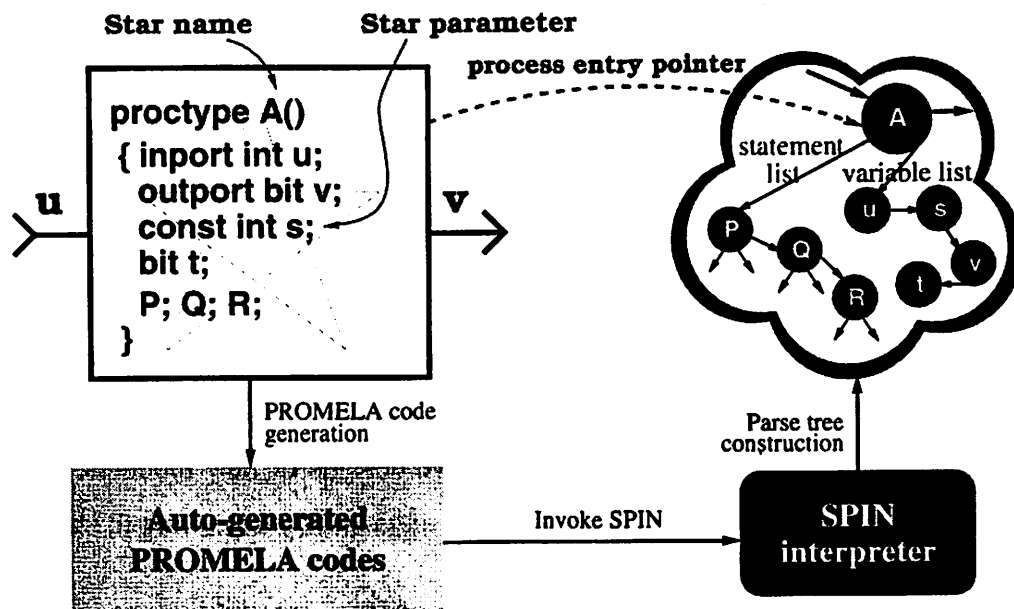 Star name
Star parameter
process entry pointer
proctype A()
{ inport int u;
outport bit v;
const int s;
bit t;
P; Q; R;
}
u
v
A
statement
list
variable list
u
s
v
t
P
Q
R
PROMELA code
generation
Parse tree
construction
Auto-generated
PROMELA codes
Invoke SPIN
SPIN
interpreter